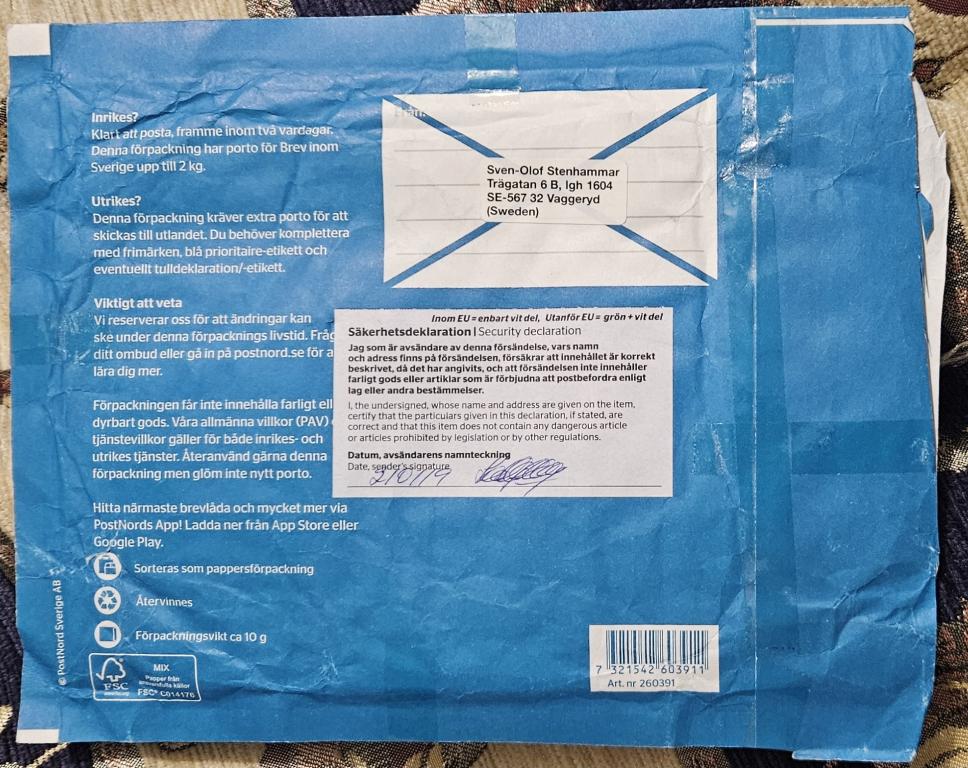 Inrikes?
Klart att posta, framme inom två vardagar.
Denna förpackning har porto för Brev inom
Sverige upp till 2 kg.
Utrikes?
Denna förpackning kräver extra porto för att
skickas till utlandet. Du behöver komplettera
med frimärken, blå prioritaire-etikett och
eventuellt tulldeklaration/-etikett.
Viktigt att veta
Vi reserverar oss för att ändringar kan
ske under denna förpacknings livstid. Fråg
ditt ombud eller gå in på postnord.se för a
lära dig mer.
Förpackningen får inte innehålla farligt ell
dyrbart gods. Våra allmänna villkor (PAV)
tjänstevillkor gäller för både inrikes- och
utrikes tjänster. Återanvänd gärna denna
förpackning men glöm inte nytt porto.
Hitta närmaste brevlåda och mycket mer via
PostNords App! Ladda ner från App Store eller
Google Play.
Sorteras som pappersförpackning
Återvinnes
Förpackningsvikt ca 10 g
FSC
www.fsc.org
MIX
Papper från
ansvarsfulla källor
FSC® C014176
© PostNord Sverige AB
Från:
Sven-Olof Stenhammar
Trägatan 6 B, lgh 1604
SE-567 32 Vaggeryd
(Sweden)
Inom EU = enbart vit del, Utanför EU = grön + vit del
Säkerhetsdeklaration | Security declaration
Jag som är avsändare av denna försändelse, vars namn
och adress finns på försändelsen, försäkrar att innehållet är korrekt
beskrivet, då det har angivits, och att försändelsen inte innehåller
farligt gods eller artiklar som är förbjudna att postbefordra enligt
lag eller andra bestämmelser.
I, the undersigned, whose name and address are given on the item,
certify that the particulars given in this declaration, if stated, are
correct and that this item does not contain any dangerous article
or articles prohibited by legislation or by other regulations.
Datum, avsändarens namnteckning
Date, sender's signature
7 321542 603911
Art. nr 260391